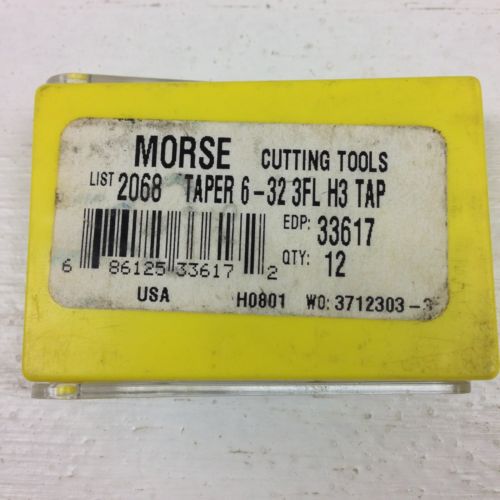 MORSE CUTTING TOOLS
LIST 2068 TAPER 6-32 3FL H3 TAP
EDP: 33617
QTY: 12
6 86125 33617 2
USA H0801 WO: 3712303-3